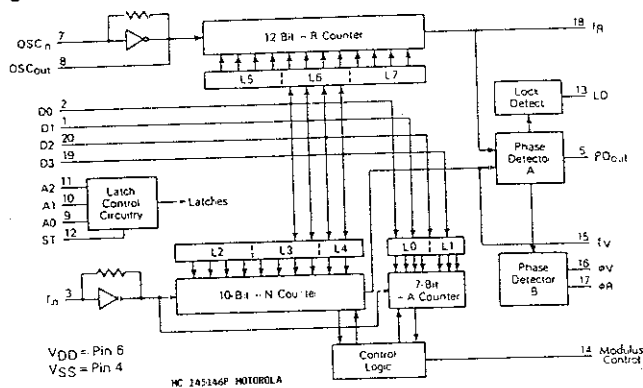 7
OSCin
8
OSCout
12-Bit ÷ R Counter
18 fR
L5 L6 L7
D0 2
D1 1
D2 20
D3 19
Lock Detect
13 LD
Phase Detector A
5 PDout
A2 11
A1 10
A0 9
ST 12
Latch Control Circuitry
Latches
15 fV
L2 L3 L4
L0 L1
fin 3
10-Bit ÷ N Counter
7-Bit ÷ A Counter
Phase Detector B
16 øV
17 øR
VDD = Pin 6
VSS = Pin 4
Control Logic
14 Modulus Control
MC 145146P MOTOROLA